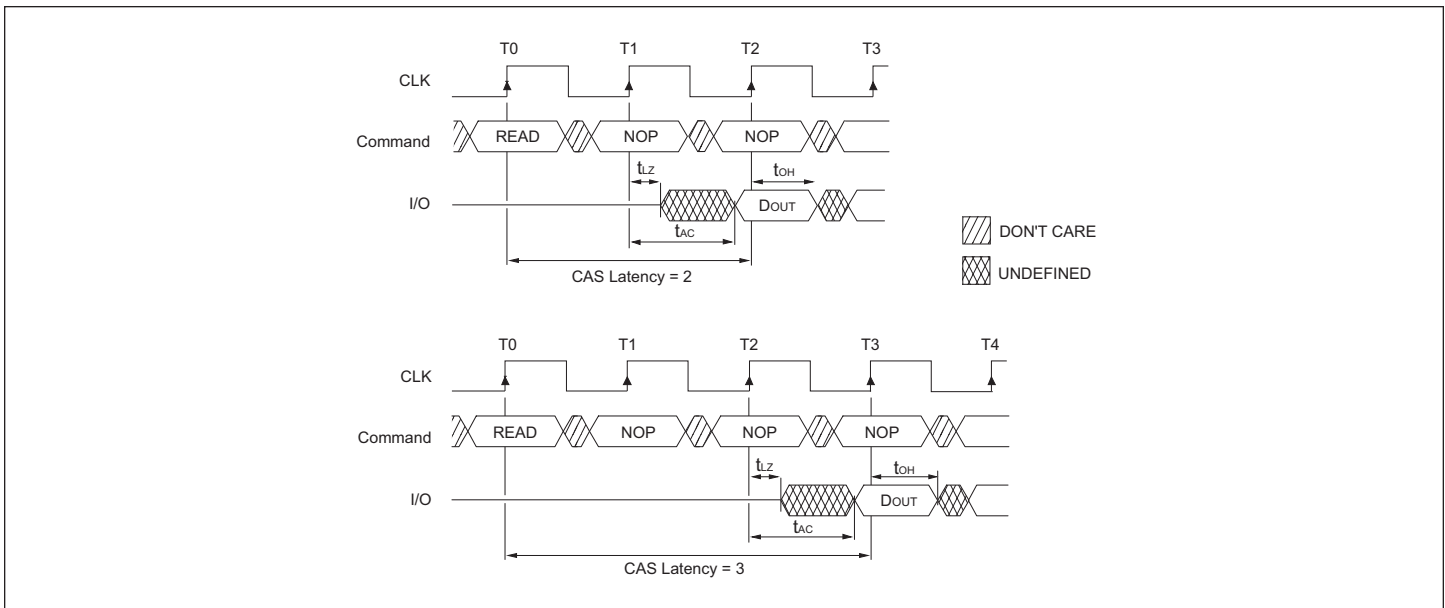 T0 T1 T2 T3
CLK
Command READ NOP NOP
tLZ tOH
I/O DOUT
tAC
CAS Latency = 2
DON'T CARE
UNDEFINED
T0 T1 T2 T3 T4
CLK
Command READ NOP NOP NOP
tLZ tOH
I/O DOUT
tAC
CAS Latency = 3